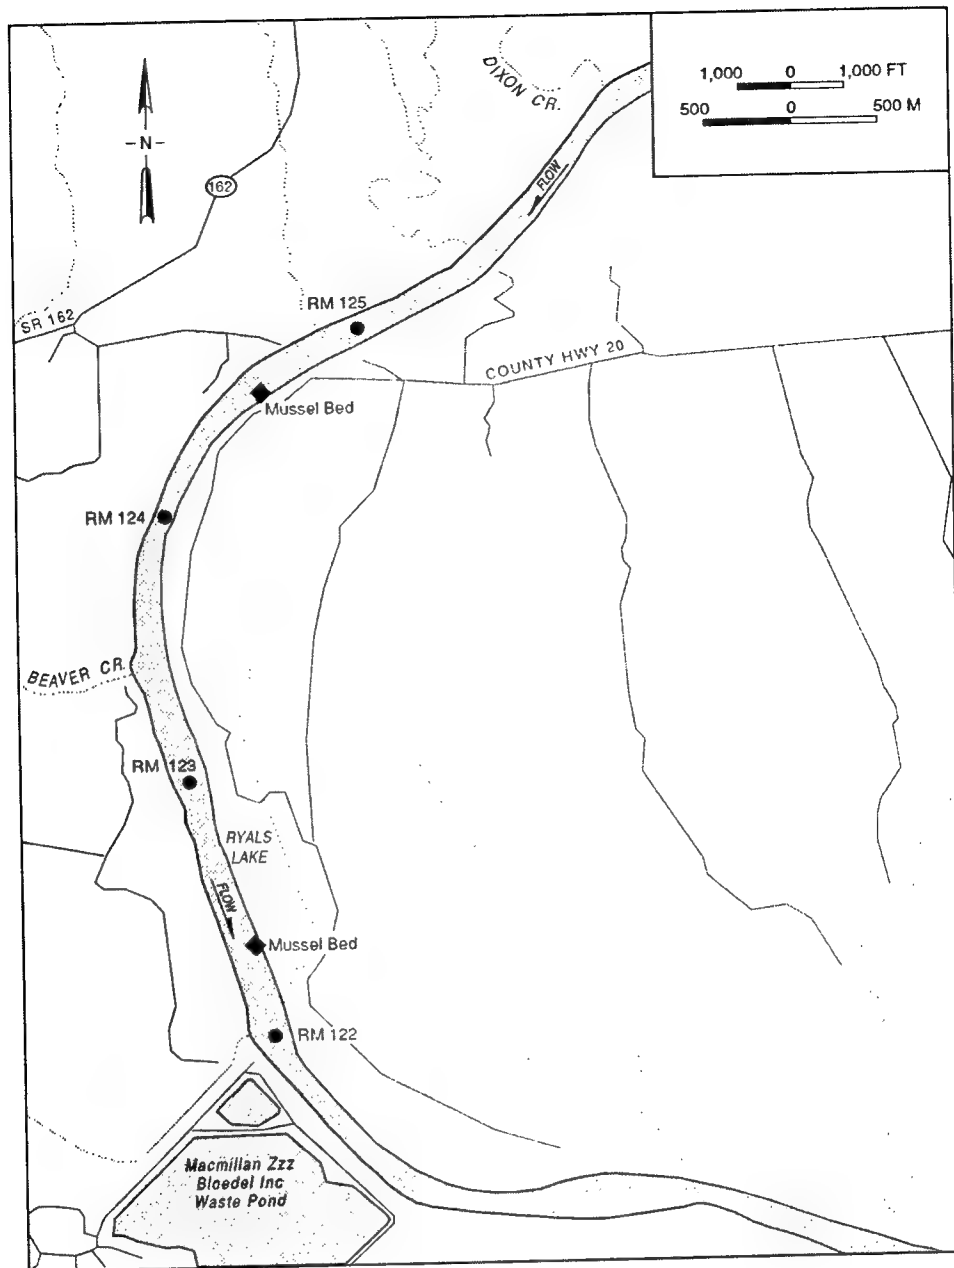 DIXON CR.
1,000 0 1,000 FT
500 0 500 M
-N-
162
FLOW
RM 125
SR 162
COUNTY HWY 20
Mussel Bed
RM 124
BEAVER CR.
RM 123
RYALS
LAKE
FLOW
Mussel Bed
RM 122
Macmillan Zzz
Bloedel Inc
Waste Pond